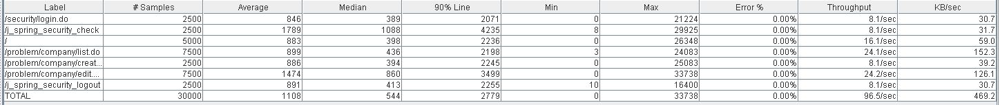 Label # Samples Average Median 90% Line Min Max Error % Throughput KB/sec
/security/login.do 2500 846 389 2071 0 21224 0.00% 8.1/sec 30.7
/j_spring_security_check 2500 1789 1088 4235 8 29925 0.00% 8.1/sec 31.7
/ 5000 883 398 2236 0 26348 0.00% 16.1/sec 59.0
/problem/company/list.do 7500 899 436 2198 3 24083 0.00% 24.1/sec 152.3
/problem/company/creat... 2500 886 394 2245 0 25083 0.00% 8.1/sec 39.2
/problem/company/edit.... 7500 1474 860 3499 0 33738 0.00% 24.2/sec 126.1
/j_spring_security_logout 2500 891 413 2255 10 16400 0.00% 8.1/sec 30.7
TOTAL 30000 1108 544 2779 0 33738 0.00% 96.5/sec 469.2